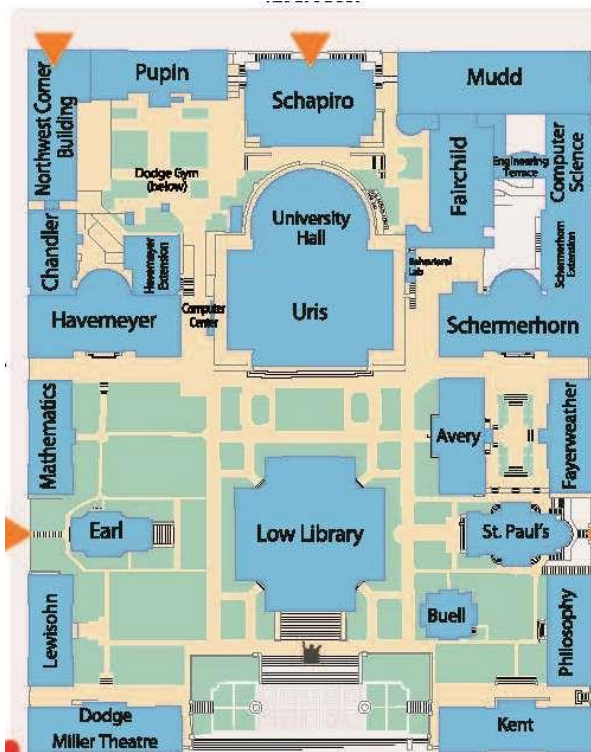 Pupin
Mudd
Schapiro
Northwest Corner
Building
Computer
Science
Fairchild
Engineering
Terrace
Dodge Gym
(below)
University
Hall
Chandler
Havemeyer
Extension
Behavioral
Lab
Schermerhorn
Extension
Computer
Center
Uris
Havemeyer
Schermerhorn
Mathematics
Avery
Fayerweather
Earl
Low Library
St. Paul's
Lewisohn
Buell
Philosophy
Dodge
Miller Theatre
Kent